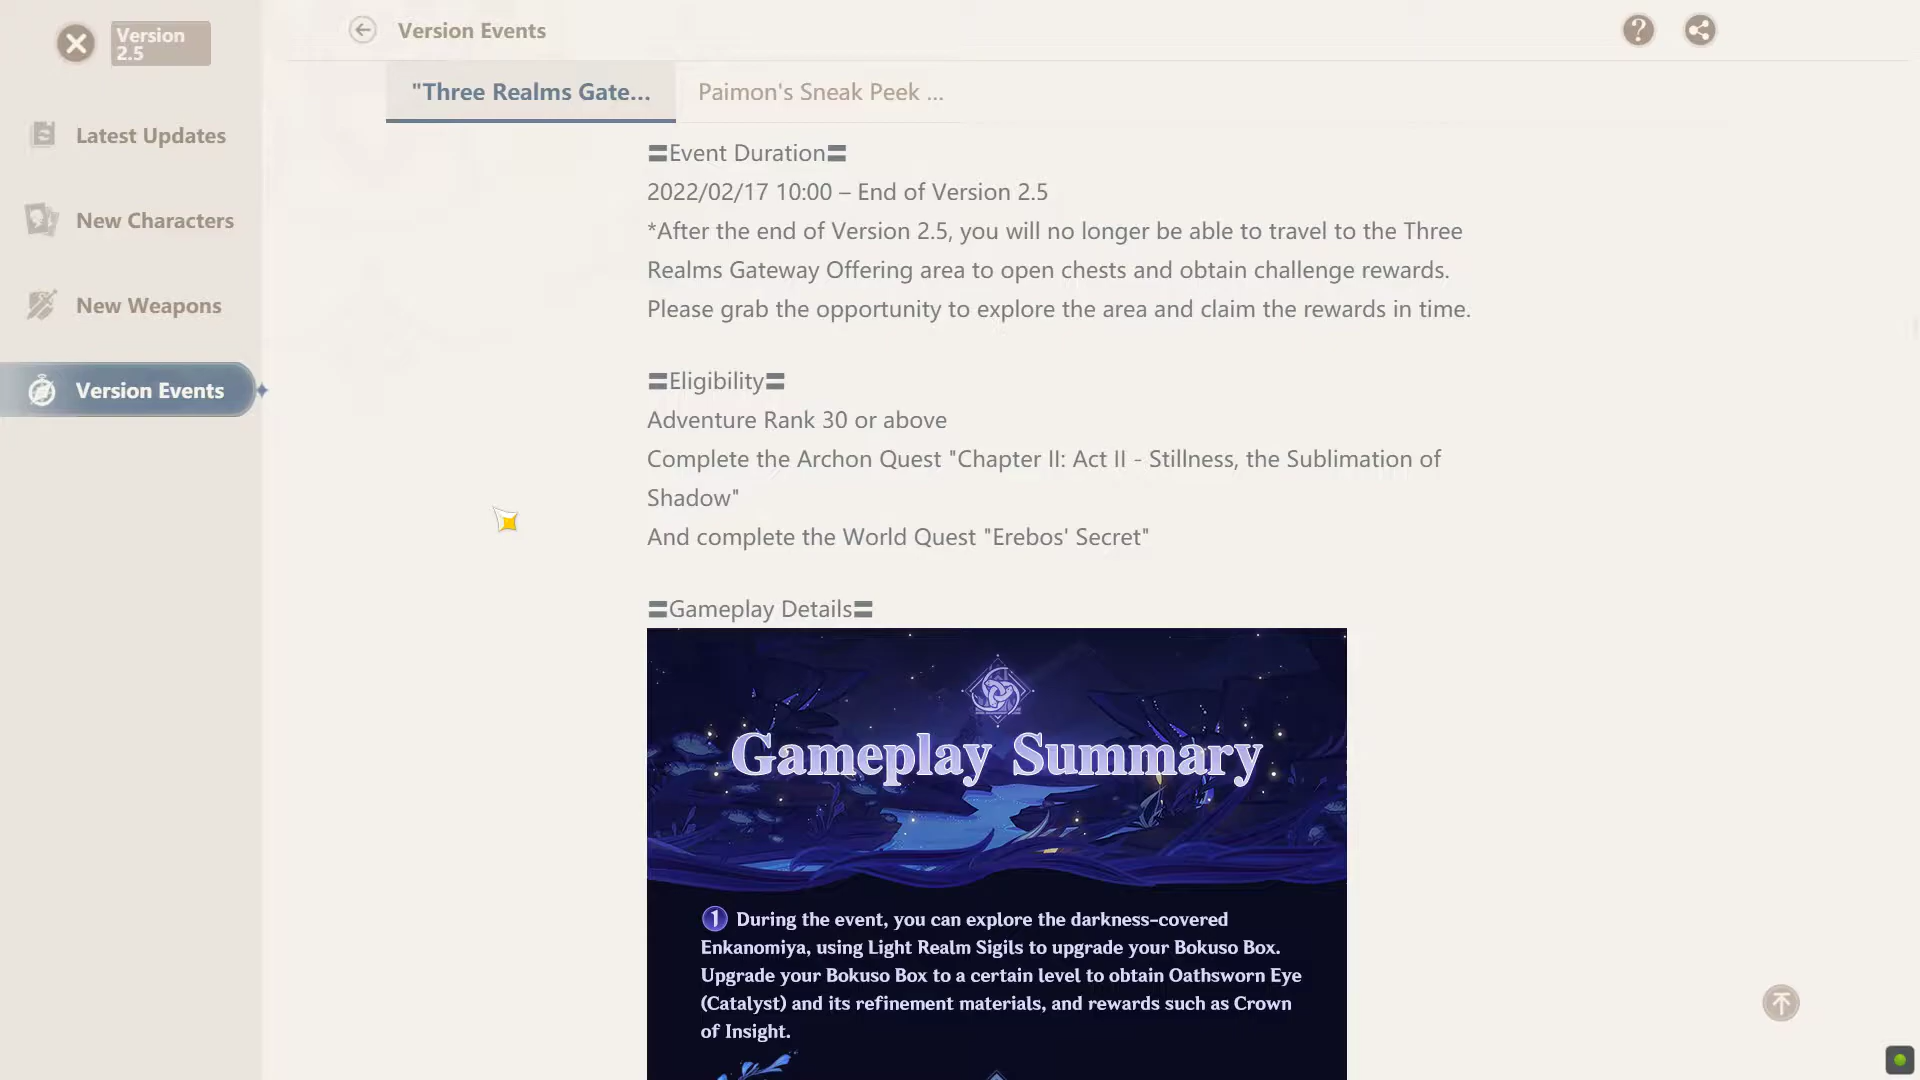 Version
2.5
Latest Updates
New Characters
New Weapons
Version Events
Version Events
"Three Realms Gate...
Paimon's Sneak Peek ...
〓Event Duration〓
2022/02/17 10:00 – End of Version 2.5
*After the end of Version 2.5, you will no longer be able to travel to the Three
Realms Gateway Offering area to open chests and obtain challenge rewards.
Please grab the opportunity to explore the area and claim the rewards in time.
〓Eligibility〓
Adventure Rank 30 or above
Complete the Archon Quest "Chapter II: Act II - Stillness, the Sublimation of
Shadow"
And complete the World Quest "Erebos' Secret"
〓Gameplay Details〓
Gameplay Summary
1 During the event, you can explore the darkness-covered
Enkanomiya, using Light Realm Sigils to upgrade your Bokuso Box.
Upgrade your Bokuso Box to a certain level to obtain Oathsworn Eye
(Catalyst) and its refinement materials, and rewards such as Crown
of Insight.